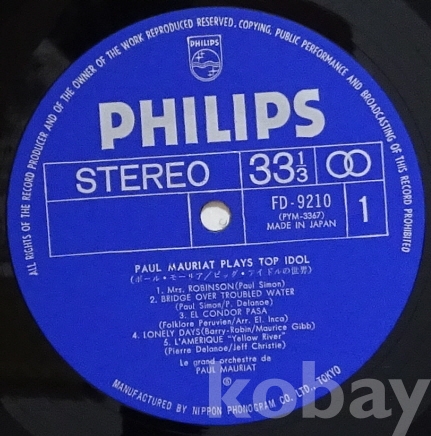 ALL RIGHTS OF THE RECORD PRODUCER AND OF THE OWNER OF THE WORK REPRODUCED RESERVED. COPYING, PUBLIC PERFORMANCE AND BROADCASTING OF THIS RECORD PROHIBITED
PHILIPS
PHILIPS
STEREO 33⅓
FD-9210
(PYM-3367)
MADE IN JAPAN
1
PAUL MAURIAT PLAYS TOP IDOL
(ポール・モーリア/ビッグ・アイドルの世界)
1. Mrs. ROBINSON(Paul Simon)
2. BRIDGE OVER TROUBLED WATER
(Paul Simon/P. Delanoe)
3. EL CONDOR PASA
(Folklore Peruvien/Arr. El. Inca)
4. LONELY DAYS(Barry-Robin/Maurice Gibb)
5. L'AMERIQUE "Yellow River"
(Pierre Delanoe/Jeff Christie)
Le grand orchestre de
PAUL MAURIAT
Ⓟ
MANUFACTURED BY NIPPON PHONOGRAM CO. LTD., TOKYO
kobay